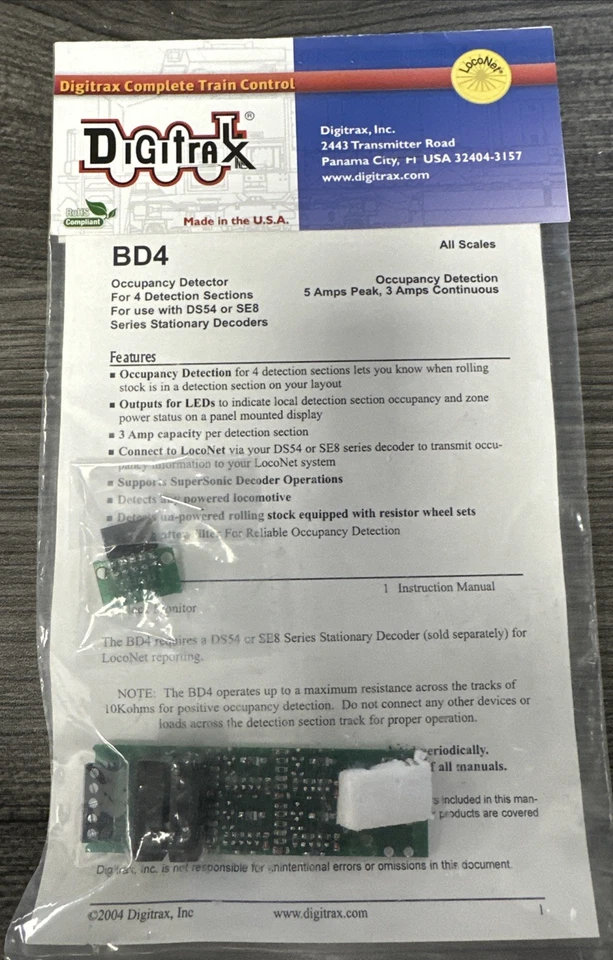 Digitrax Complete Train Control
LocoNet®
DIGITRAX®
Digitrax, Inc.
2443 Transmitter Road
Panama City, USA 32404-3157
www.digitrax.com
RoHS
Compliant
Made in the U.S.A.
BD4
All Scales
Occupancy Detector
For 4 Detection Sections
For use with DS54 or SE8
Series Stationary Decoders
Occupancy Detection
5 Amps Peak, 3 Amps Continuous
Features
■ Occupancy Detection for 4 detection sections lets you know when rolling
stock is in a detection section on your layout
■ Outputs for LEDs to indicate local detection section occupancy and zone
power status on a panel mounted display
■ 3 Amp capacity per detection section
■ Connect to LocoNet via your DS54 or SE8 series decoder to transmit occu-
pancy information to your LocoNet system
■ Supports SuperSonic Decoder Operations
■ Detects any powered locomotive
■ Detects un-powered rolling stock equipped with resistor wheel sets
For Reliable Occupancy Detection
1 Instruction Manual
The BD4 requires a DS54 or SE8 Series Stationary Decoder (sold separately) for
LocoNet reporting.
NOTE: The BD4 operates up to a maximum resistance across the tracks of
10Kohms for positive occupancy detection. Do not connect any other devices or
loads across the detection section track for proper operation.
periodically.
all manuals.
included in this man-
products are covered
Digitrax, Inc. is not responsible for unintentional errors or omissions in this document.
©2004 Digitrax, Inc
www.digitrax.com
1